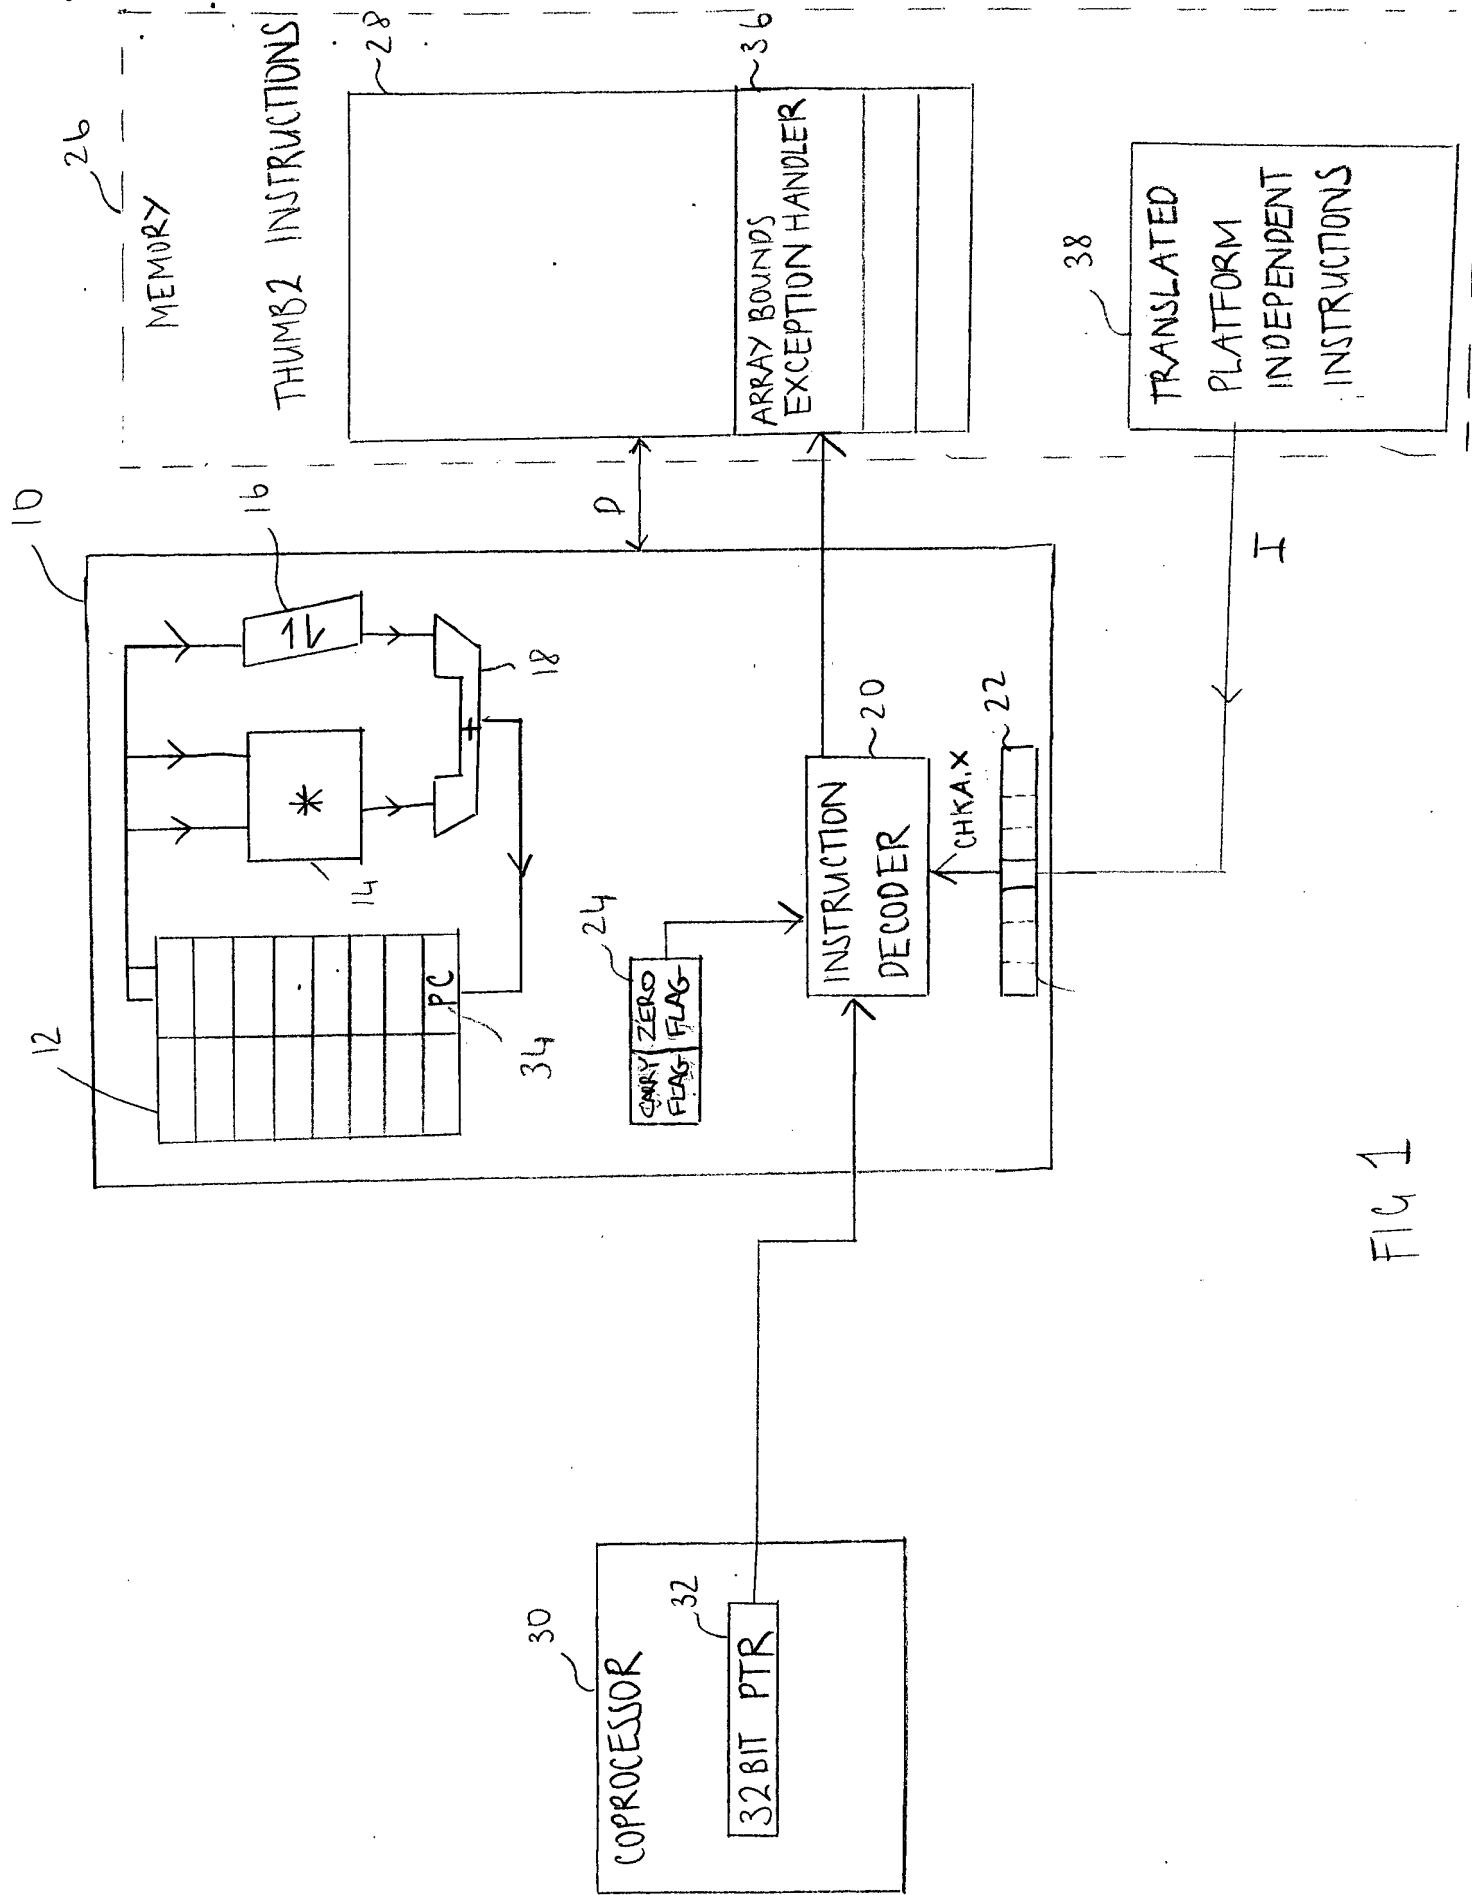 10
26
MEMORY
THUMB2 INSTRUCTIONS
28
12
14
16
18
PC
34
D
ARRAY BOUNDS
EXCEPTION HANDLER
36
24
CARRY
FLAG
ZERO
FLAG
INSTRUCTION
DECODER
20
CHKA.X
22
I
38
TRANSLATED
PLATFORM
INDEPENDENT
INSTRUCTIONS
30
COPROCESSOR
32
32BIT PTR
FIG 1